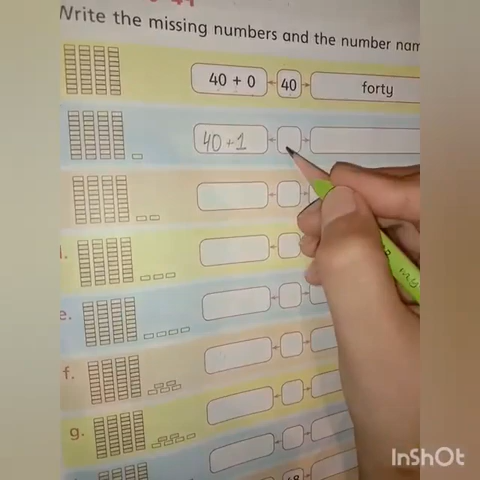 Write the missing numbers and the number nam
40 + 0 40 forty
40 + 1
e.
f.
g.
InShOt